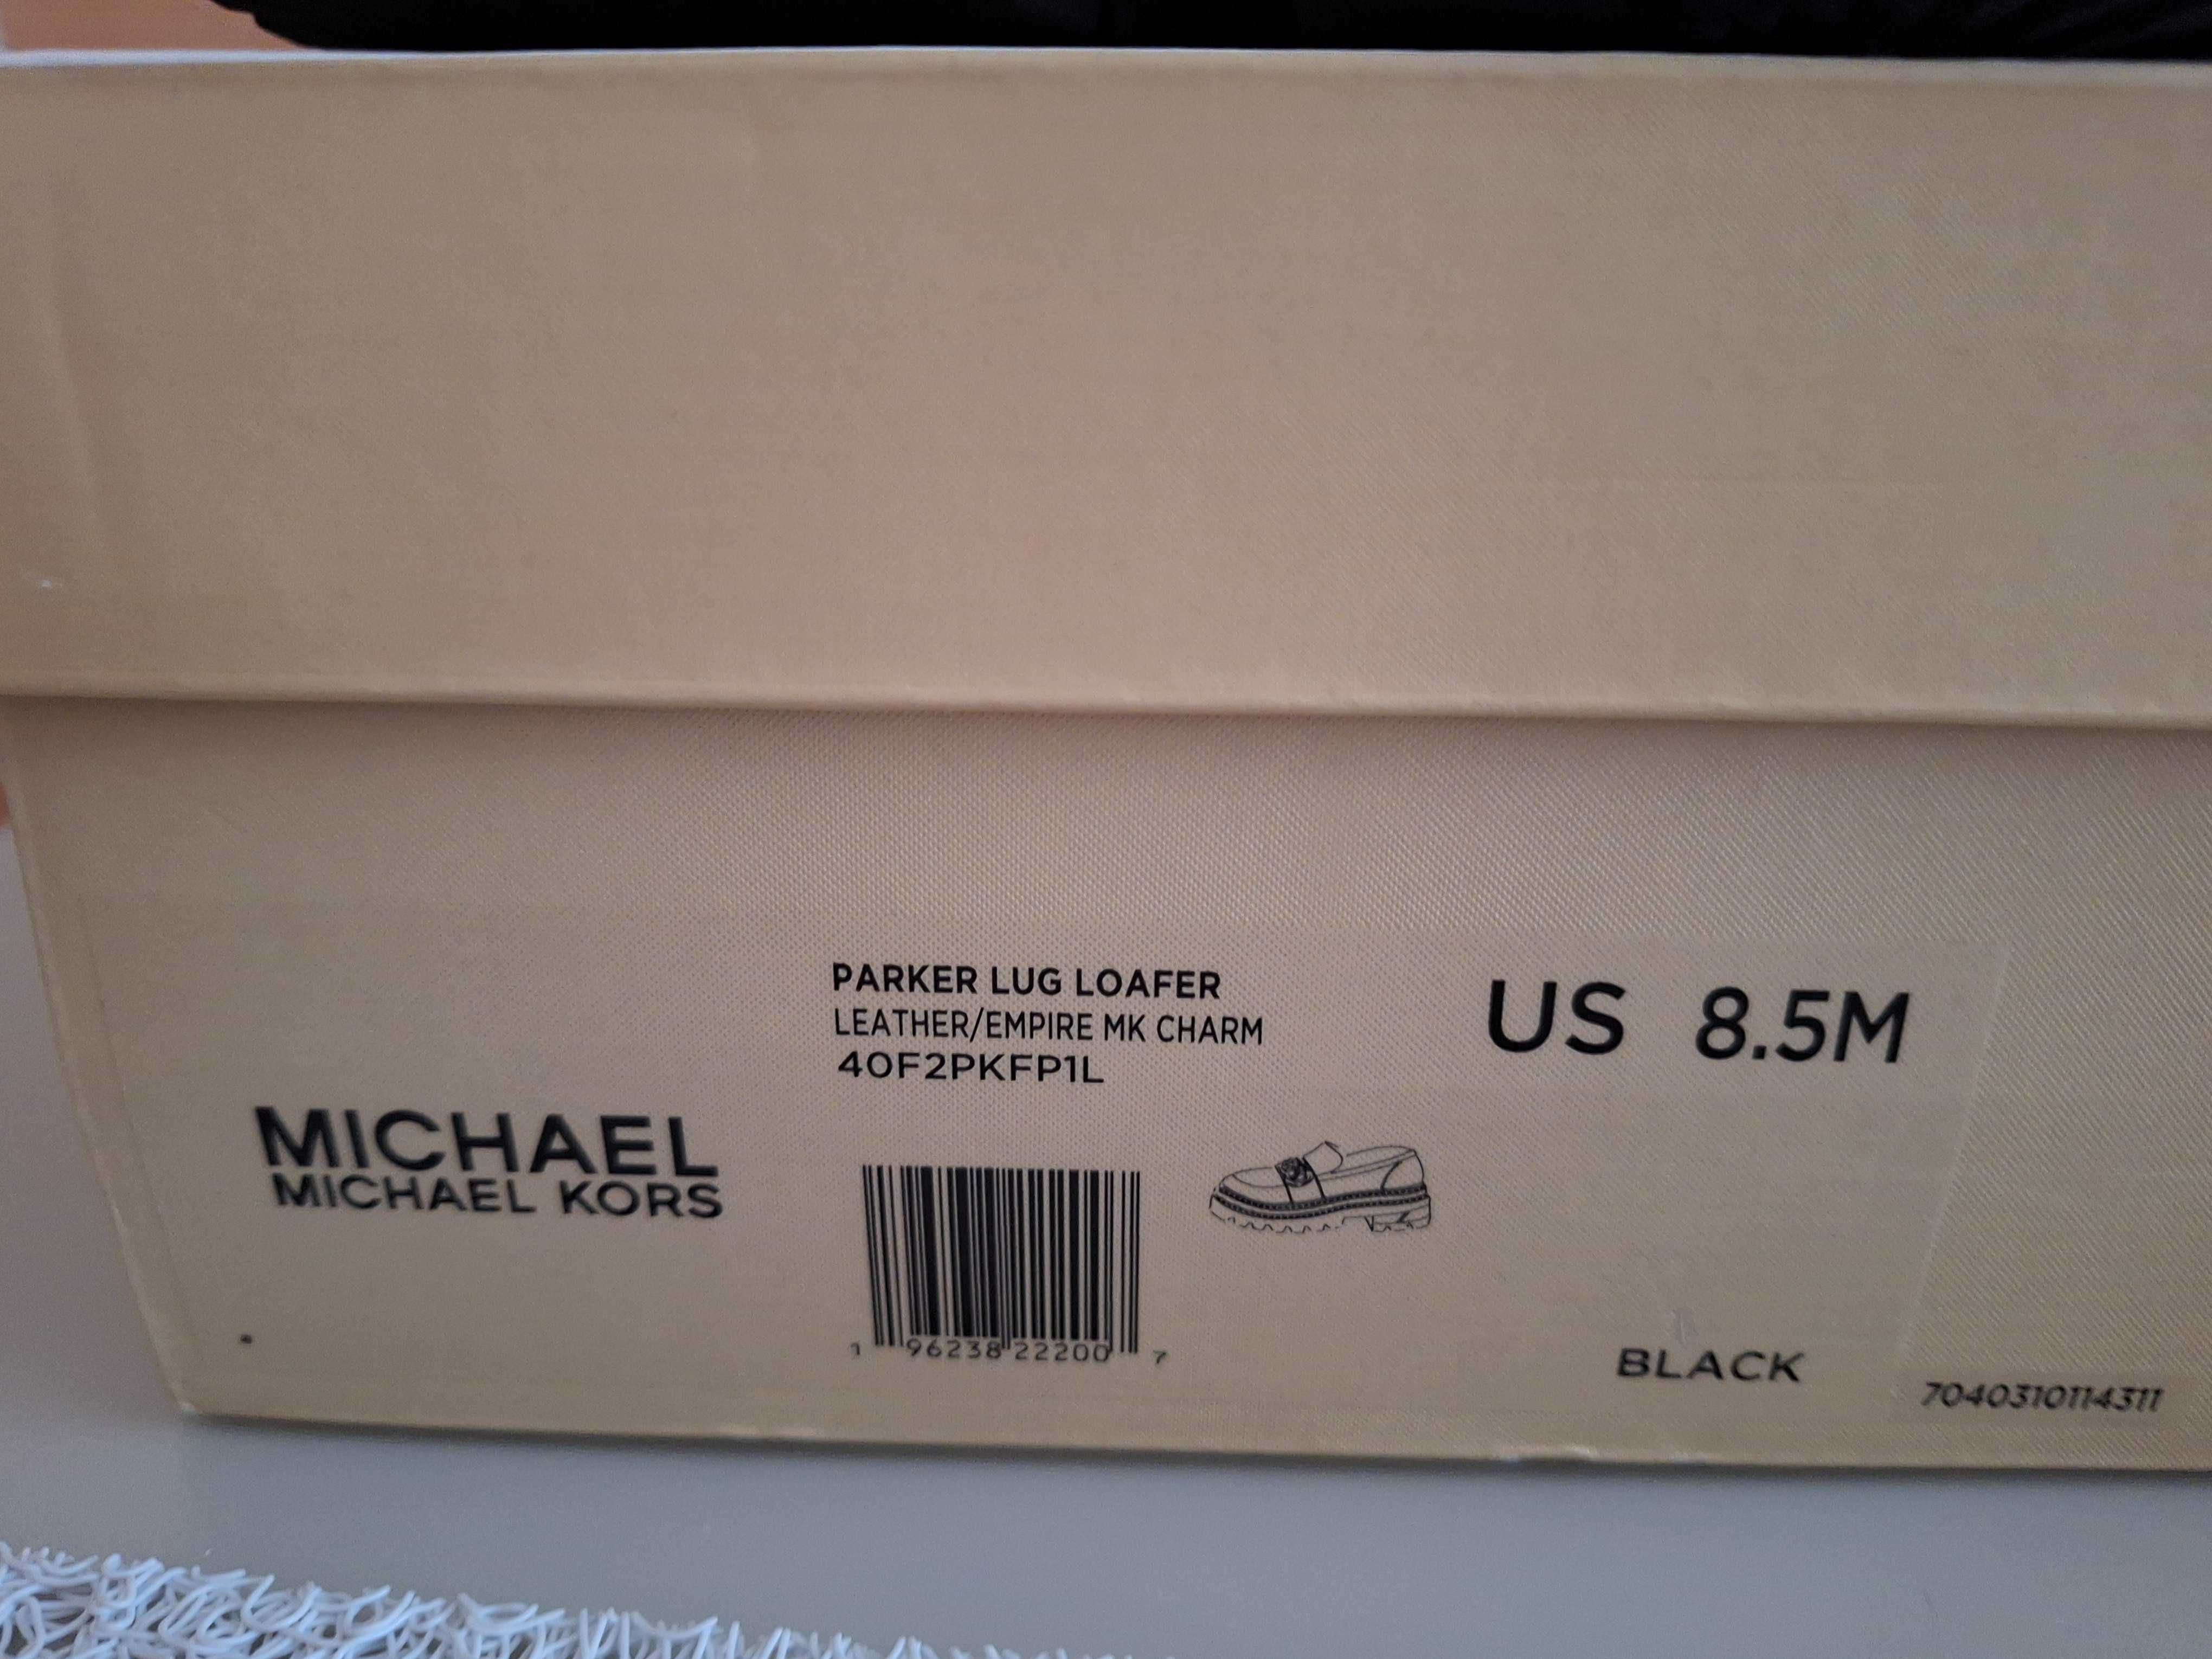 PARKER LUG LOAFER
LEATHER/EMPIRE MK CHARM
40F2PKFP1L
US 8.5M
MICHAEL
MICHAEL KORS
1 96238 22200 7
BLACK
7040310114311